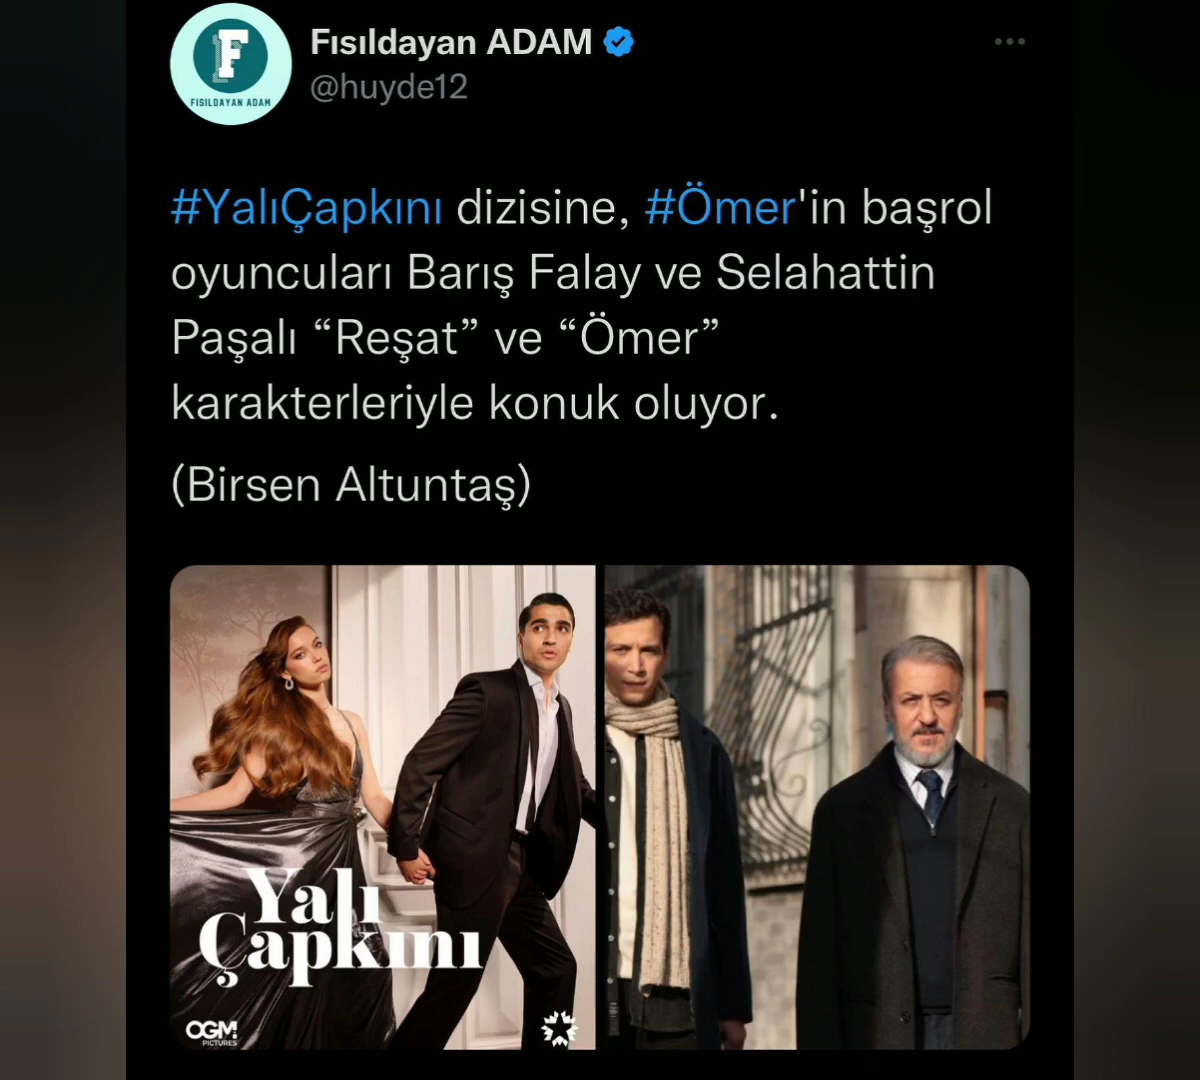 F
FISILDAYAN ADAM
Fısıldayan ADAM
@huyde12
#YalıÇapkını dizisine, #Ömer'in başrol
oyuncuları Barış Falay ve Selahattin
Paşalı “Reşat” ve “Ömer”
karakterleriyle konuk oluyor.
(Birsen Altuntaş)
Yalı
Çapkını
OGM
PICTURES